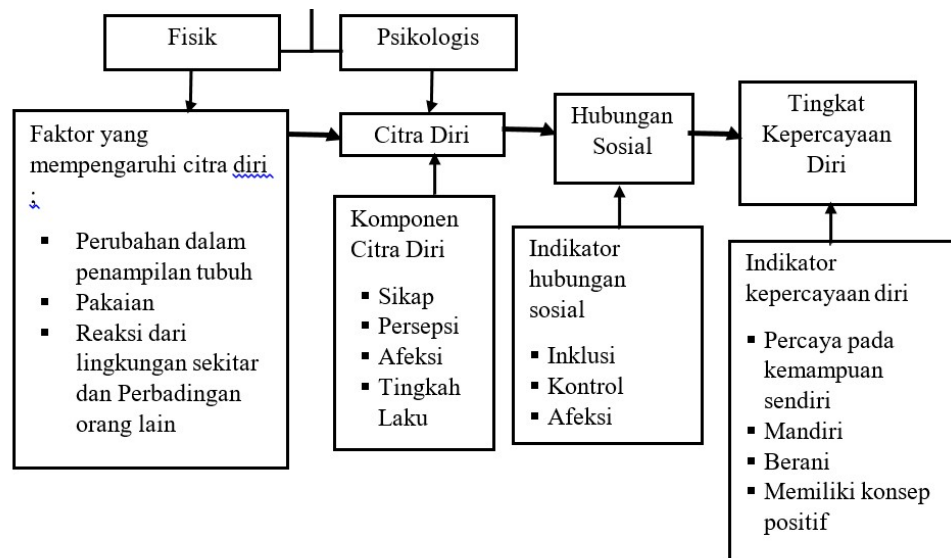 Fisik
Psikologis
Faktor yang
mempengaruhi citra diri
;
▪ Perubahan dalam
penampilan tubuh
▪ Pakaian
▪ Reaksi dari
lingkungan sekitar
dan Perbadingan
orang lain
Citra Diri
Komponen
Citra Diri
▪ Sikap
▪ Persepsi
▪ Afeksi
▪ Tingkah
Laku
Hubungan
Sosial
Indikator
hubungan
sosial
▪ Inklusi
▪ Kontrol
▪ Afeksi
Tingkat
Kepercayaan
Diri
Indikator
kepercayaan diri
▪ Percaya pada
kemampuan
sendiri
▪ Mandiri
▪ Berani
▪ Memiliki konsep
positif